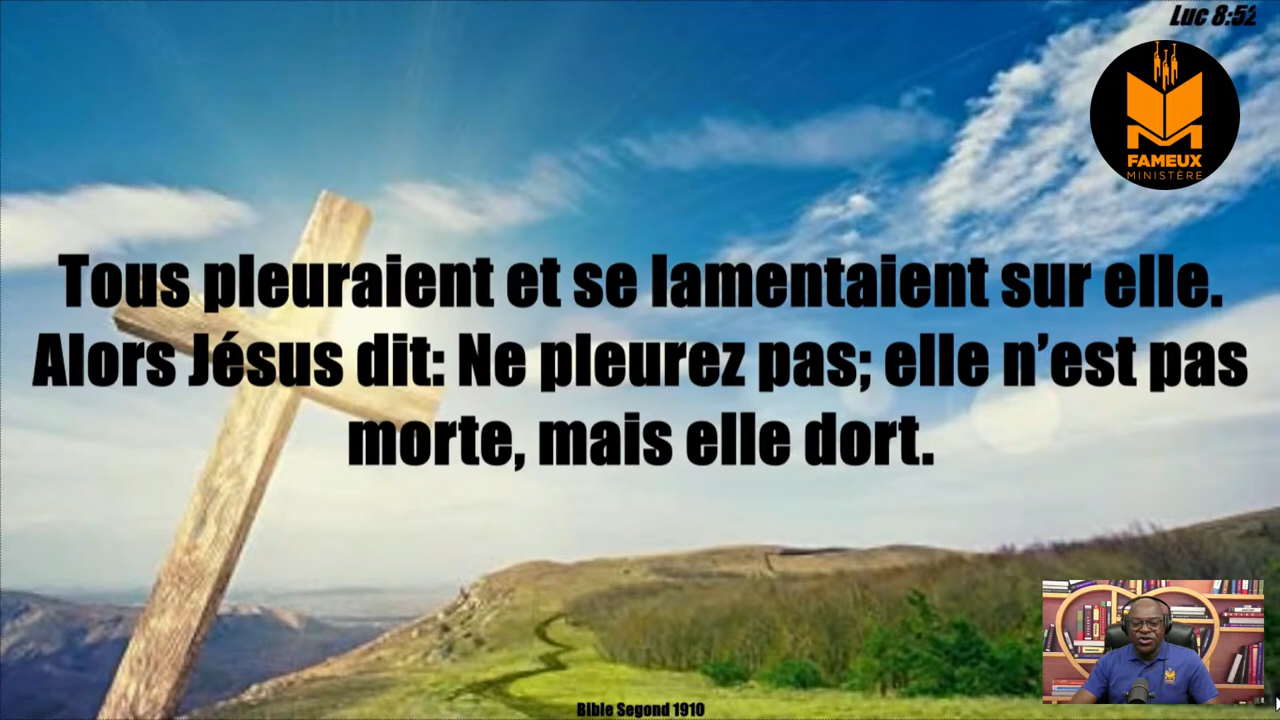 Luc 8:52
FAMEUX
MINISTÈRE
Tous pleuraient et se lamentaient sur elle.
Alors Jésus dit: Ne pleurez pas; elle n’est pas
morte, mais elle dort.
Bible Segond 1910